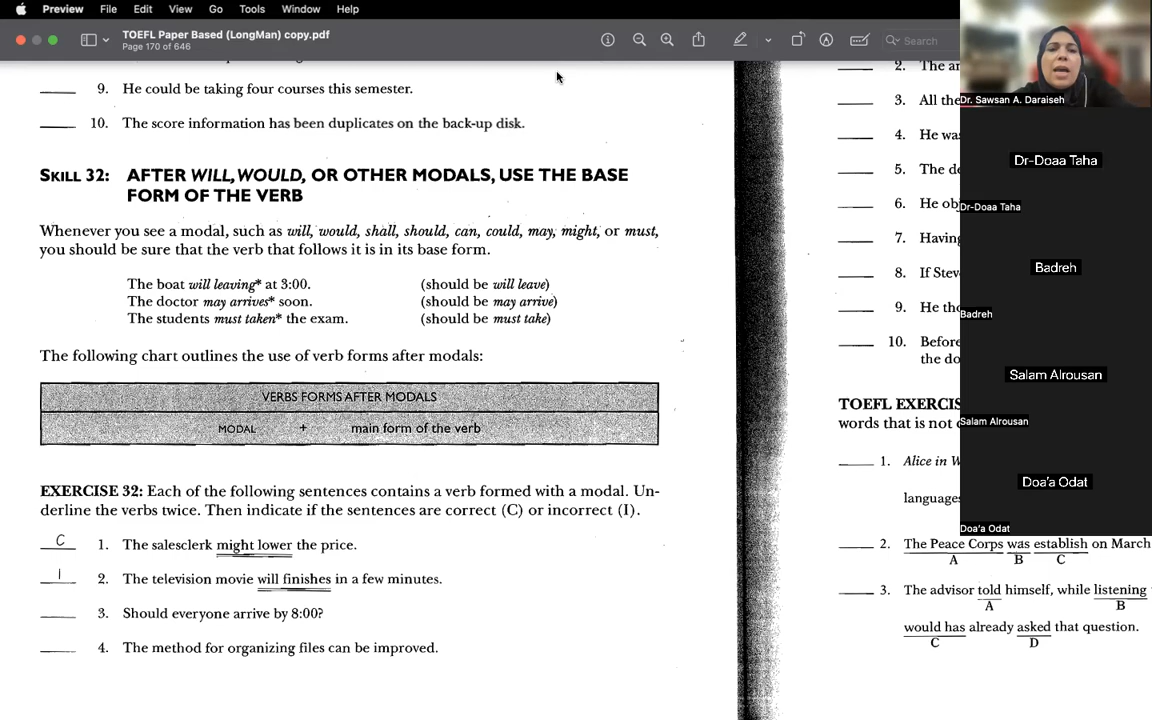 Preview File Edit View Go Tools Window Help
TOEFL Paper Based (LongMan) copy.pdf
Page 170 of 646
Search
9. He could be taking four courses this semester.
10. The score information has been duplicates on the back-up disk.
SKILL 32: AFTER WILL, WOULD, OR OTHER MODALS, USE THE BASE
FORM OF THE VERB
Whenever you see a modal, such as will, would, shall, should, can, could, may, might, or must,
you should be sure that the verb that follows it is in its base form.
The boat will leaving* at 3:00. (should be will leave)
The doctor may arrives* soon. (should be may arrive)
The students must taken* the exam. (should be must take)
The following chart outlines the use of verb forms after modals:
VERBS FORMS AFTER MODALS
MODAL + main form of the verb
EXERCISE 32: Each of the following sentences contains a verb formed with a modal. Un-
derline the verbs twice. Then indicate if the sentences are correct (C) or incorrect (I).
C 1. The salesclerk might lower the price.
I 2. The television movie will finishes in a few minutes.
3. Should everyone arrive by 8:00?
4. The method for organizing files can be improved.
2. The
3. All
4. He
5. The
6. He
7. Having
8. If
9. He
10. Before
the
TOEFL
words that is not
1. Alice in
languages
2. The Peace Corps was establish on March
A B C
3. The advisor told himself, while listening
A B
would has already asked that question.
C D
Dr. Sawsan A. Daraiseh
Dr-Doaa Taha
Dr-Doaa Taha
Badreh
Badreh
Salam Alrousan
Salam Alrousan
Doa'a Odat
Doa'a Odat